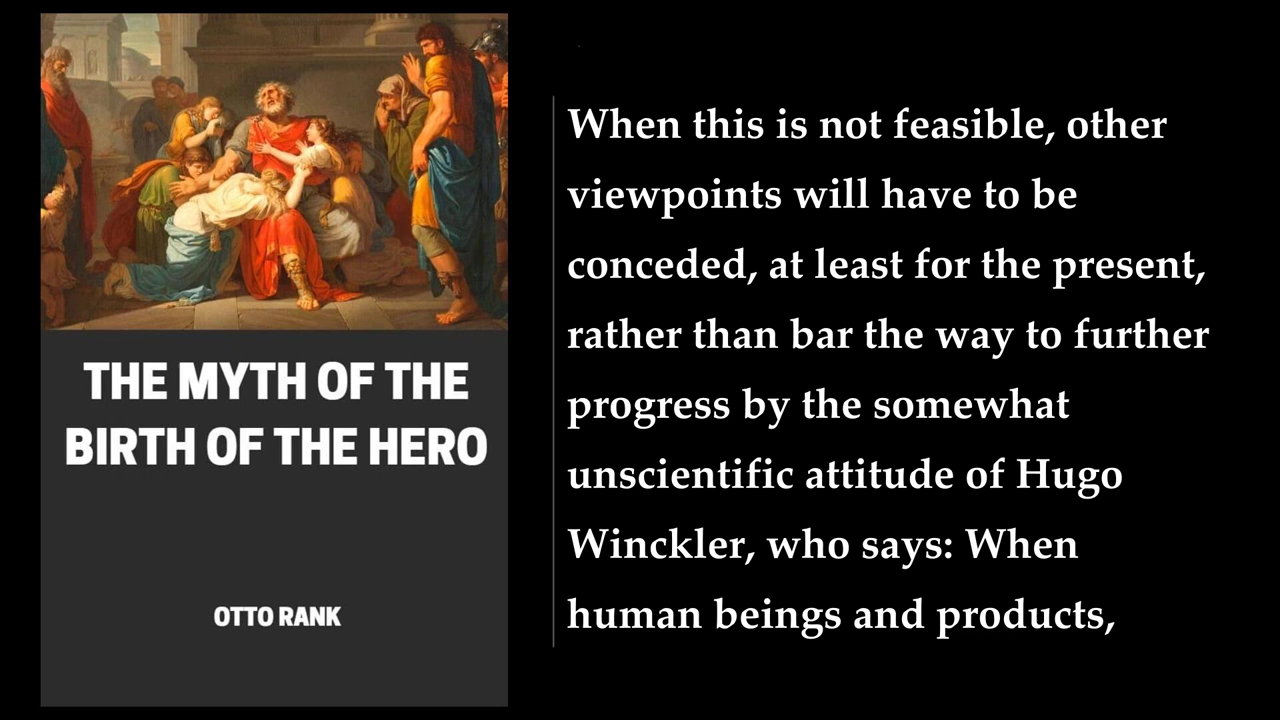 THE MYTH OF THE
BIRTH OF THE HERO
OTTO RANK
When this is not feasible, other
viewpoints will have to be
conceded, at least for the present,
rather than bar the way to further
progress by the somewhat
unscientific attitude of Hugo
Winckler, who says: When
human beings and products,